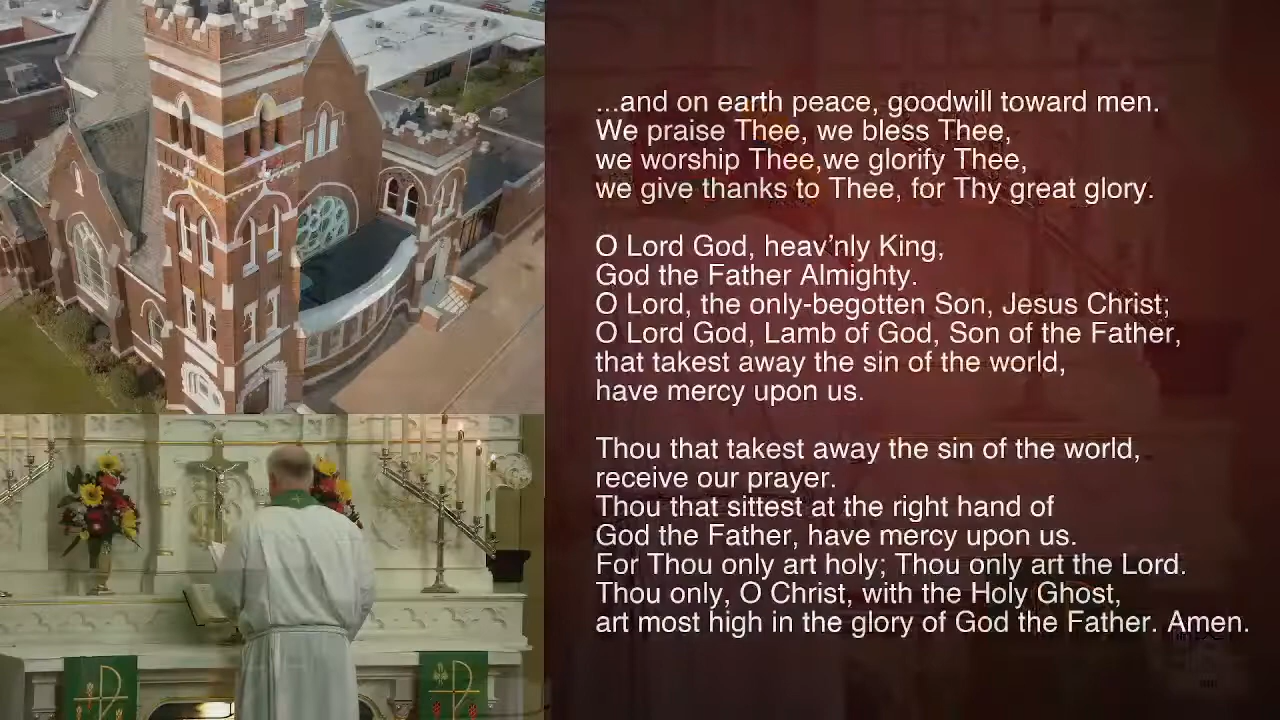 ...and on earth peace, goodwill toward men.
We praise Thee, we bless Thee,
we worship Thee,we glorify Thee,
we give thanks to Thee, for Thy great glory.
O Lord God, heav’nly King,
God the Father Almighty.
O Lord, the only-begotten Son, Jesus Christ;
O Lord God, Lamb of God, Son of the Father,
that takest away the sin of the world,
have mercy upon us.
Thou that takest away the sin of the world,
receive our prayer.
Thou that sittest at the right hand of
God the Father, have mercy upon us.
For Thou only art holy; Thou only art the Lord.
Thou only, O Christ, with the Holy Ghost,
art most high in the glory of God the Father. Amen.